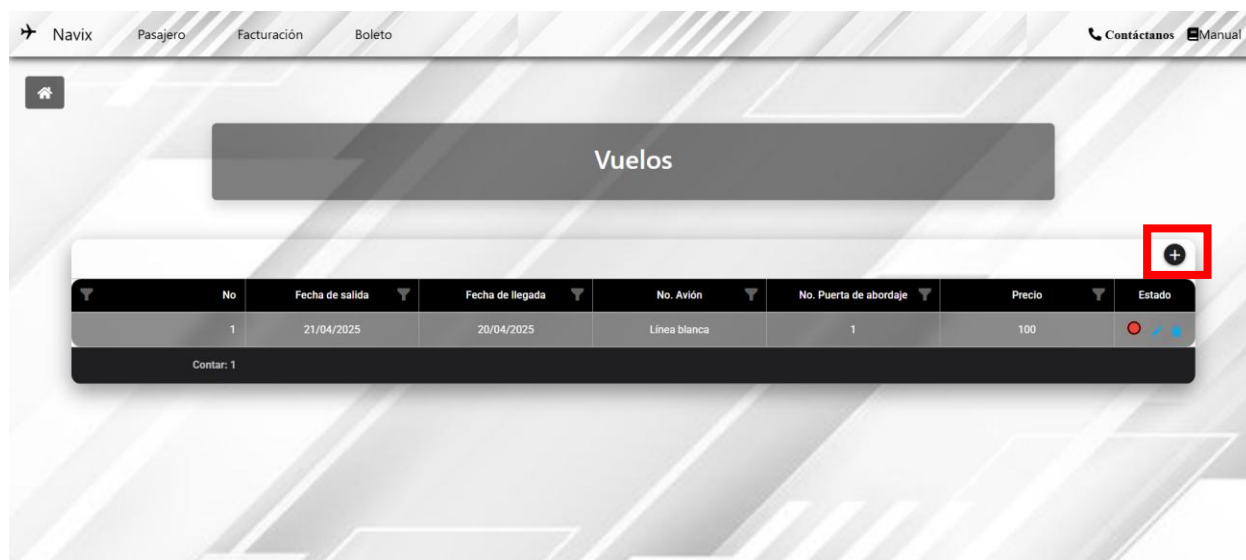 Navix Pasajero Facturación Boleto Contáctanos Manual
Vuelos
No Fecha de salida Fecha de llegada No. Avión No. Puerta de abordaje Precio Estado
1 21/04/2025 20/04/2025 Línea blanca 1 100
Contar: 1